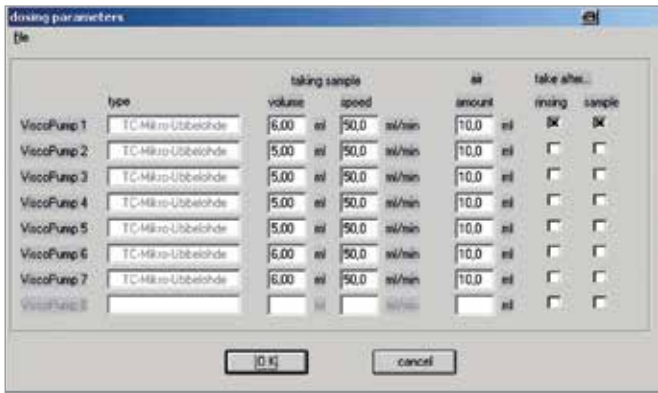 dosing parameters
File
taking sample air take after...
type volume speed amount rinsing sample
ViscoPump 1 TC-Mikro-Ubbelohde 6,00 ml 50,0 ml/min 10,0 ml
ViscoPump 2 TC-Mikro-Ubbelohde 5,00 ml 50,0 ml/min 10,0 ml
ViscoPump 3 TC-Mikro-Ubbelohde 5,00 ml 50,0 ml/min 10,0 ml
ViscoPump 4 TC-Mikro-Ubbelohde 5,00 ml 50,0 ml/min 10,0 ml
ViscoPump 5 TC-Mikro-Ubbelohde 5,00 ml 50,0 ml/min 10,0 ml
ViscoPump 6 TC-Mikro-Ubbelohde 6,00 ml 50,0 ml/min 10,0 ml
ViscoPump 7 TC-Mikro-Ubbelohde 6,00 ml 50,0 ml/min 10,0 ml
ViscoPump 8 ml ml/min ml
OK cancel